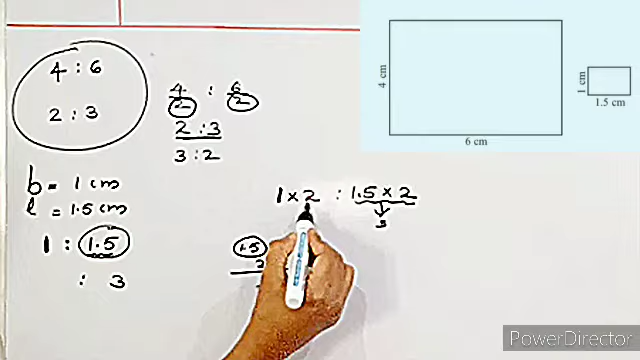 4 : 6
2 : 3
4/2 : 6/2
2 : 3
3 : 2
4 cm
6 cm
1 cm
1.5 cm
b = 1 cm
l = 1.5 cm
1 : 1.5
: 3
1 × 2 : 1.5 × 2
3
1.5
2
PowerDirector